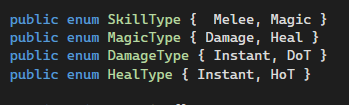 public enum SkillType {  Melee, Magic }
public enum MagicType { Damage, Heal }
public enum DamageType { Instant, DoT }
public enum HealType { Instant, HoT }